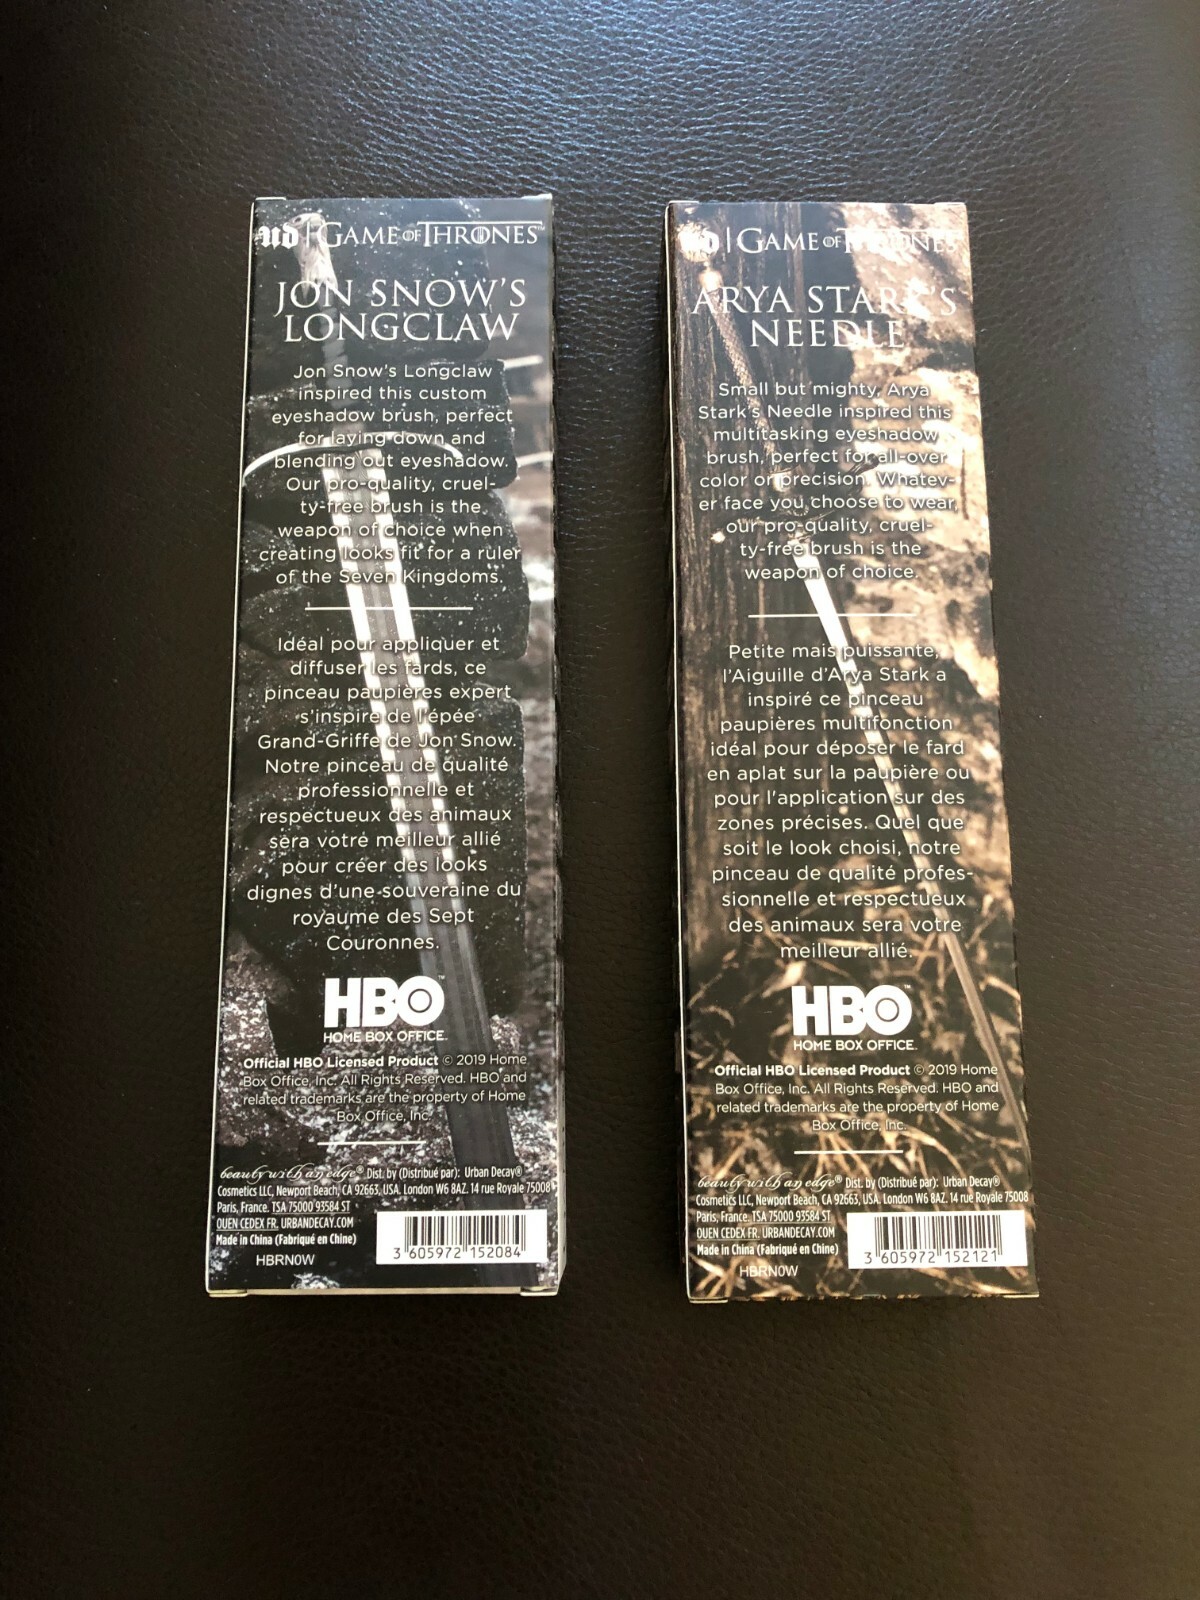 UD | GAME OF THRONES™
JON SNOW'S
LONGCLAW
Jon Snow's Longclaw
inspired this custom
eyeshadow brush, perfect
for laying down and
blending out eyeshadow.
Our pro-quality, cruel-
ty-free brush is the
weapon of choice when
creating looks fit for a ruler
of the Seven Kingdoms.
Idéal pour appliquer et
diffuser les fards, ce
pinceau paupières expert
s'inspire de l'épée
Grand-Griffe de Jon Snow.
Notre pinceau de qualité
professionnelle et
respectueux des animaux
sera votre meilleur allié
pour créer des looks
dignes d'une souveraine du
royaume des Sept
Couronnes.
HBO™
HOME BOX OFFICE™
Official HBO Licensed Product © 2019 Home
Box Office, Inc. All Rights Reserved. HBO and
related trademarks are the property of Home
Box Office, Inc.
beauty with an edge® Dist. by (Distribué par): Urban Decay®
Cosmetics LLC, Newport Beach, CA 92663, USA. London W6 8AZ. 14 rue Royale 75008
Paris, France. TSA 75000 93584 ST
OUEN CEDEX FR. URBANDECAY.COM
Made in China (Fabriqué en Chine)
HBRN0W
3 605972 152084
UD | GAME OF THRONES
ARYA STARK'S
NEEDLE
Small but mighty, Arya
Stark's Needle inspired this
multitasking eyeshadow
brush, perfect for all-over
color or precision. Whatev-
er face you choose to wear,
our pro-quality, cruel-
ty-free brush is the
weapon of choice.
Petite mais puissante,
l'Aiguille d'Arya Stark a
inspiré ce pinceau
paupières multifonction
idéal pour déposer le fard
en aplat sur la paupière ou
pour l'application sur des
zones précises. Quel que
soit le look choisi, notre
pinceau de qualité profes-
sionnelle et respectueux
des animaux sera votre
meilleur allié.
HBO™
HOME BOX OFFICE™
Official HBO Licensed Product © 2019 Home
Box Office, Inc. All Rights Reserved. HBO and
related trademarks are the property of Home
Box Office, Inc.
beauty with an edge® Dist. by (Distribué par): Urban Decay®
Cosmetics LLC, Newport Beach, CA 92663, USA. London W6 8AZ. 14 rue Royale 75008
Paris, France. TSA 75000 93584 ST
OUEN CEDEX FR. URBANDECAY.COM
Made in China (Fabriqué en Chine)
HBRN0W
3 605972 152121